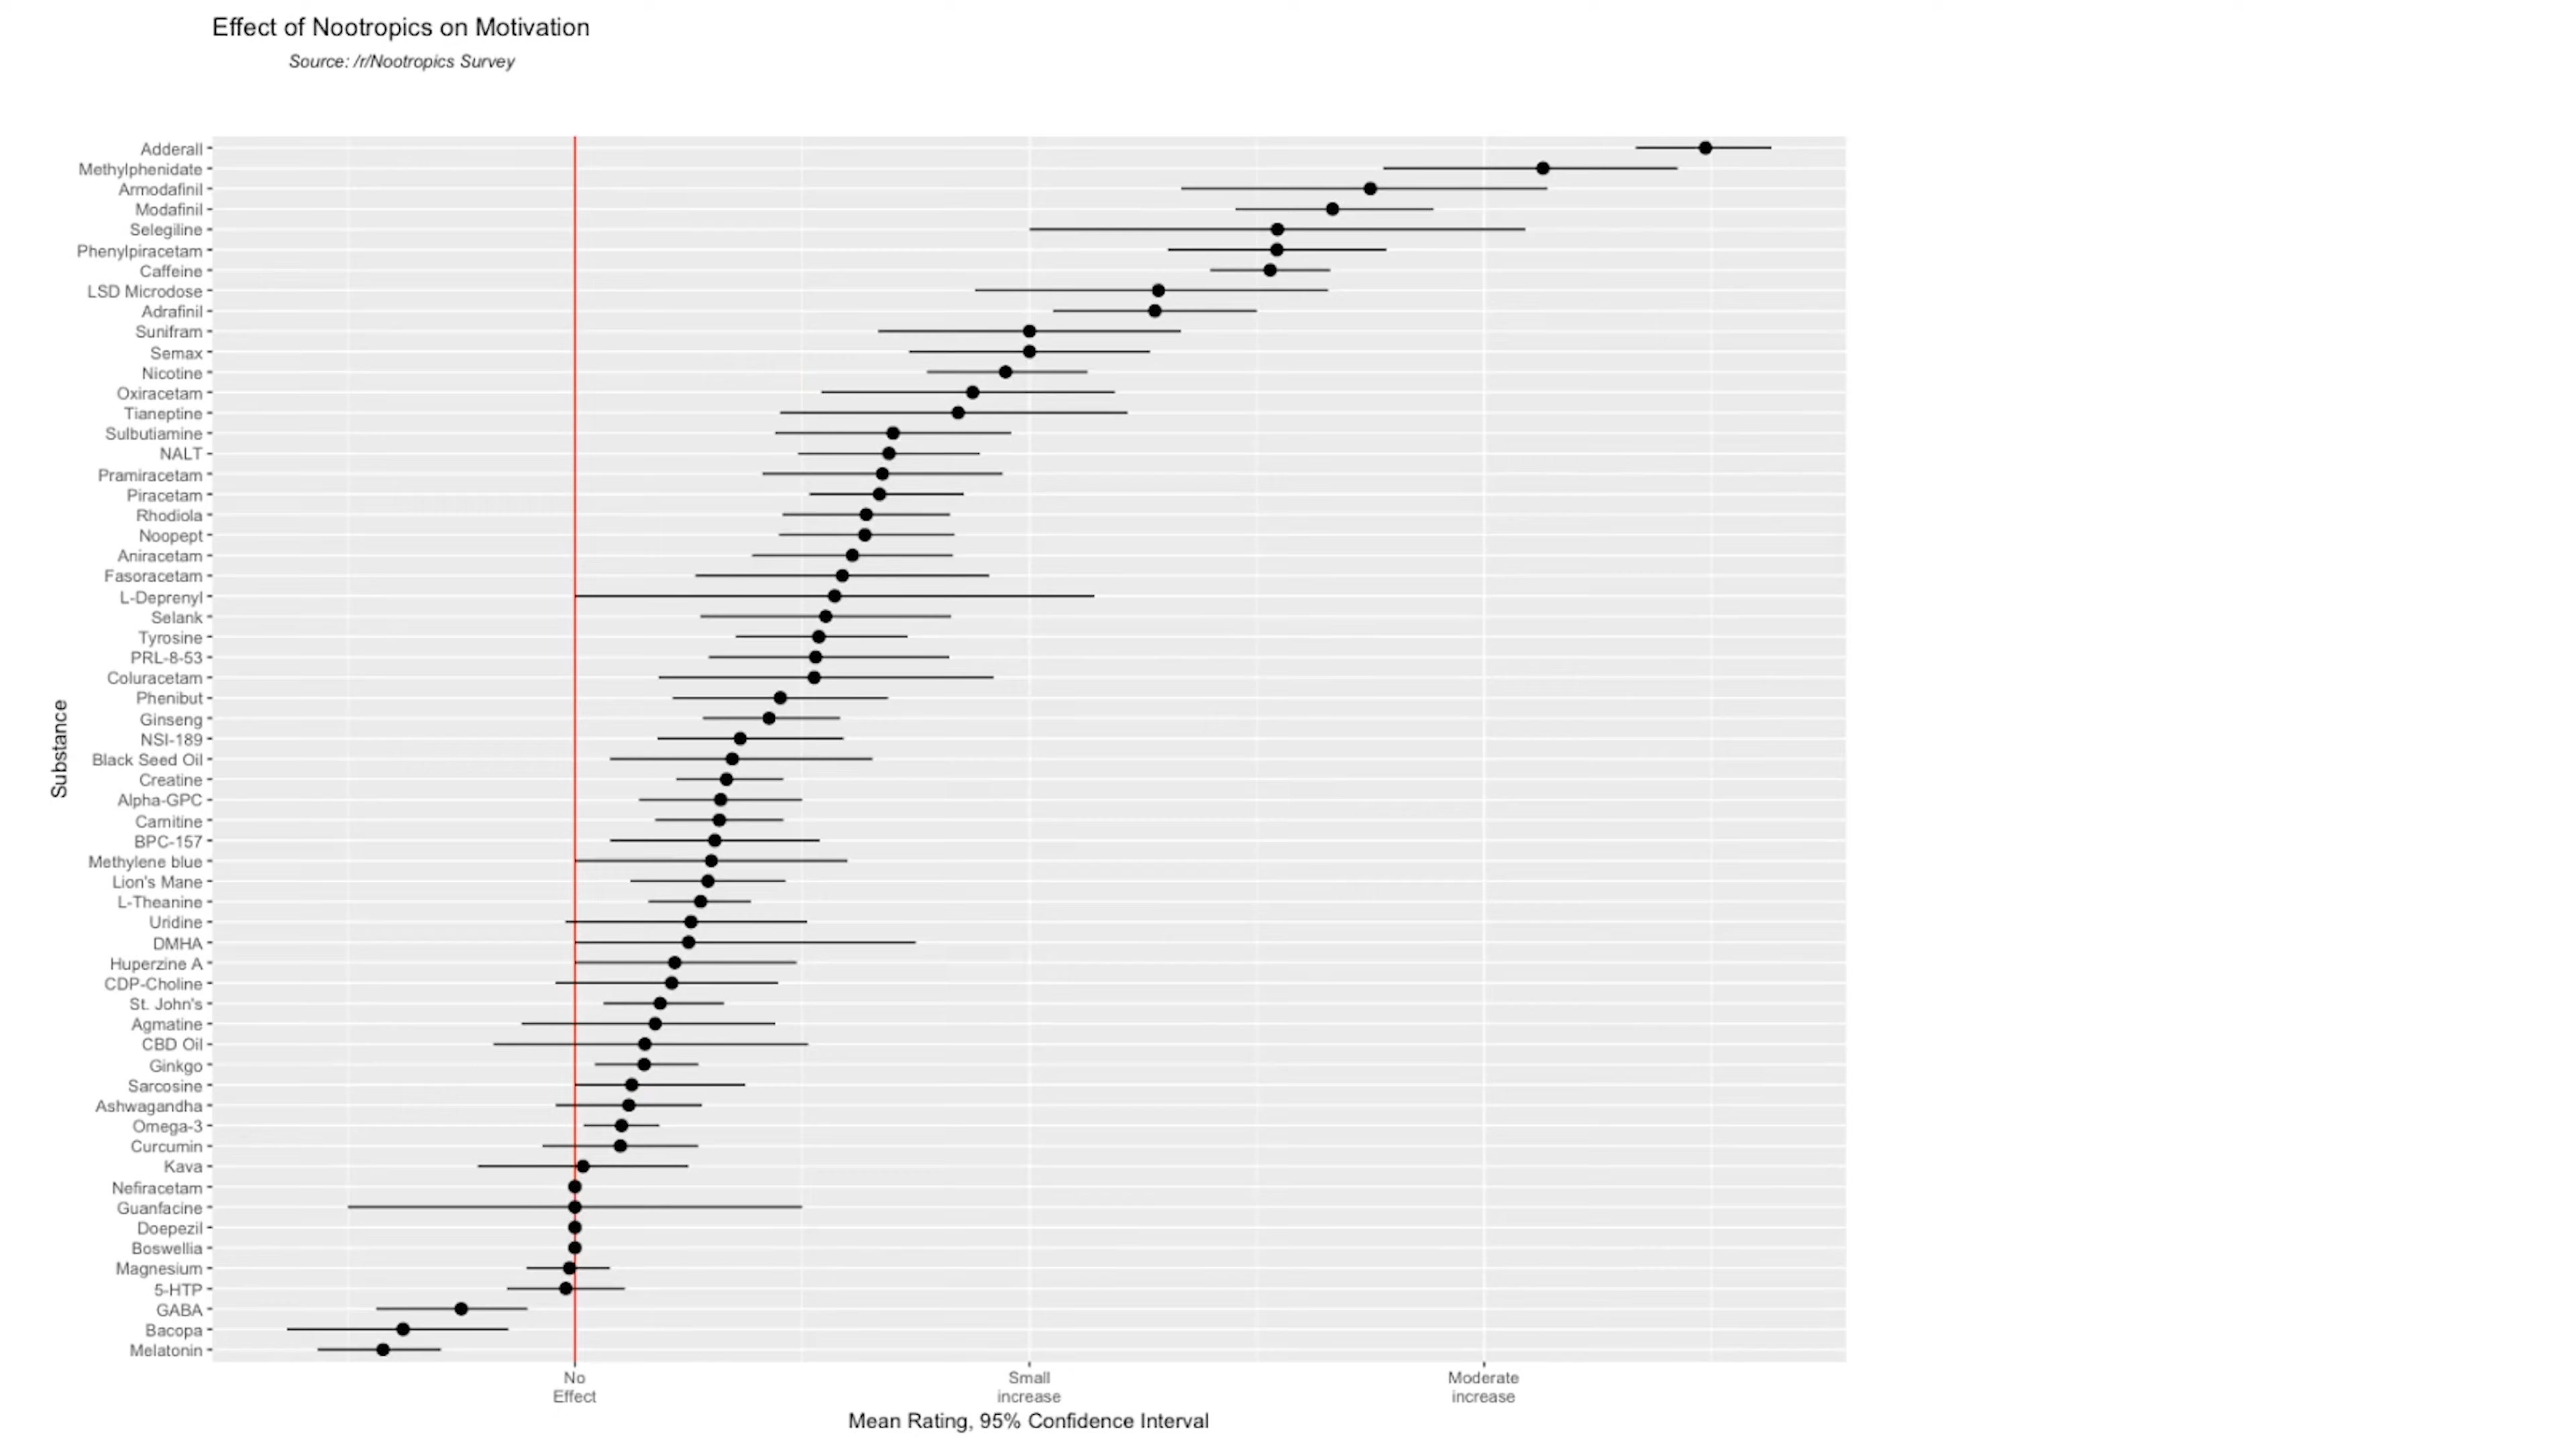 Effect of Nootropics on Motivation
Source: /r/Nootropics Survey
Substance
Adderall
Methylphenidate
Armodafinil
Modafinil
Selegiline
Phenylpiracetam
Caffeine
LSD Microdose
Adrafinil
Sunifram
Semax
Nicotine
Oxiracetam
Tianeptine
Sulbutiamine
NALT
Pramiracetam
Piracetam
Rhodiola
Noopept
Aniracetam
Fasoracetam
L-Deprenyl
Selank
Tyrosine
PRL-8-53
Coluracetam
Phenibut
Ginseng
NSI-189
Black Seed Oil
Creatine
Alpha-GPC
Carnitine
BPC-157
Methylene blue
Lion's Mane
L-Theanine
Uridine
DMHA
Huperzine A
CDP-Choline
St. John's
Agmatine
CBD Oil
Ginkgo
Sarcosine
Ashwagandha
Omega-3
Curcumin
Kava
Nefiracetam
Guanfacine
Doepezil
Boswellia
Magnesium
5-HTP
GABA
Bacopa
Melatonin
No
Effect
Small
increase
Moderate
increase
Mean Rating, 95% Confidence Interval